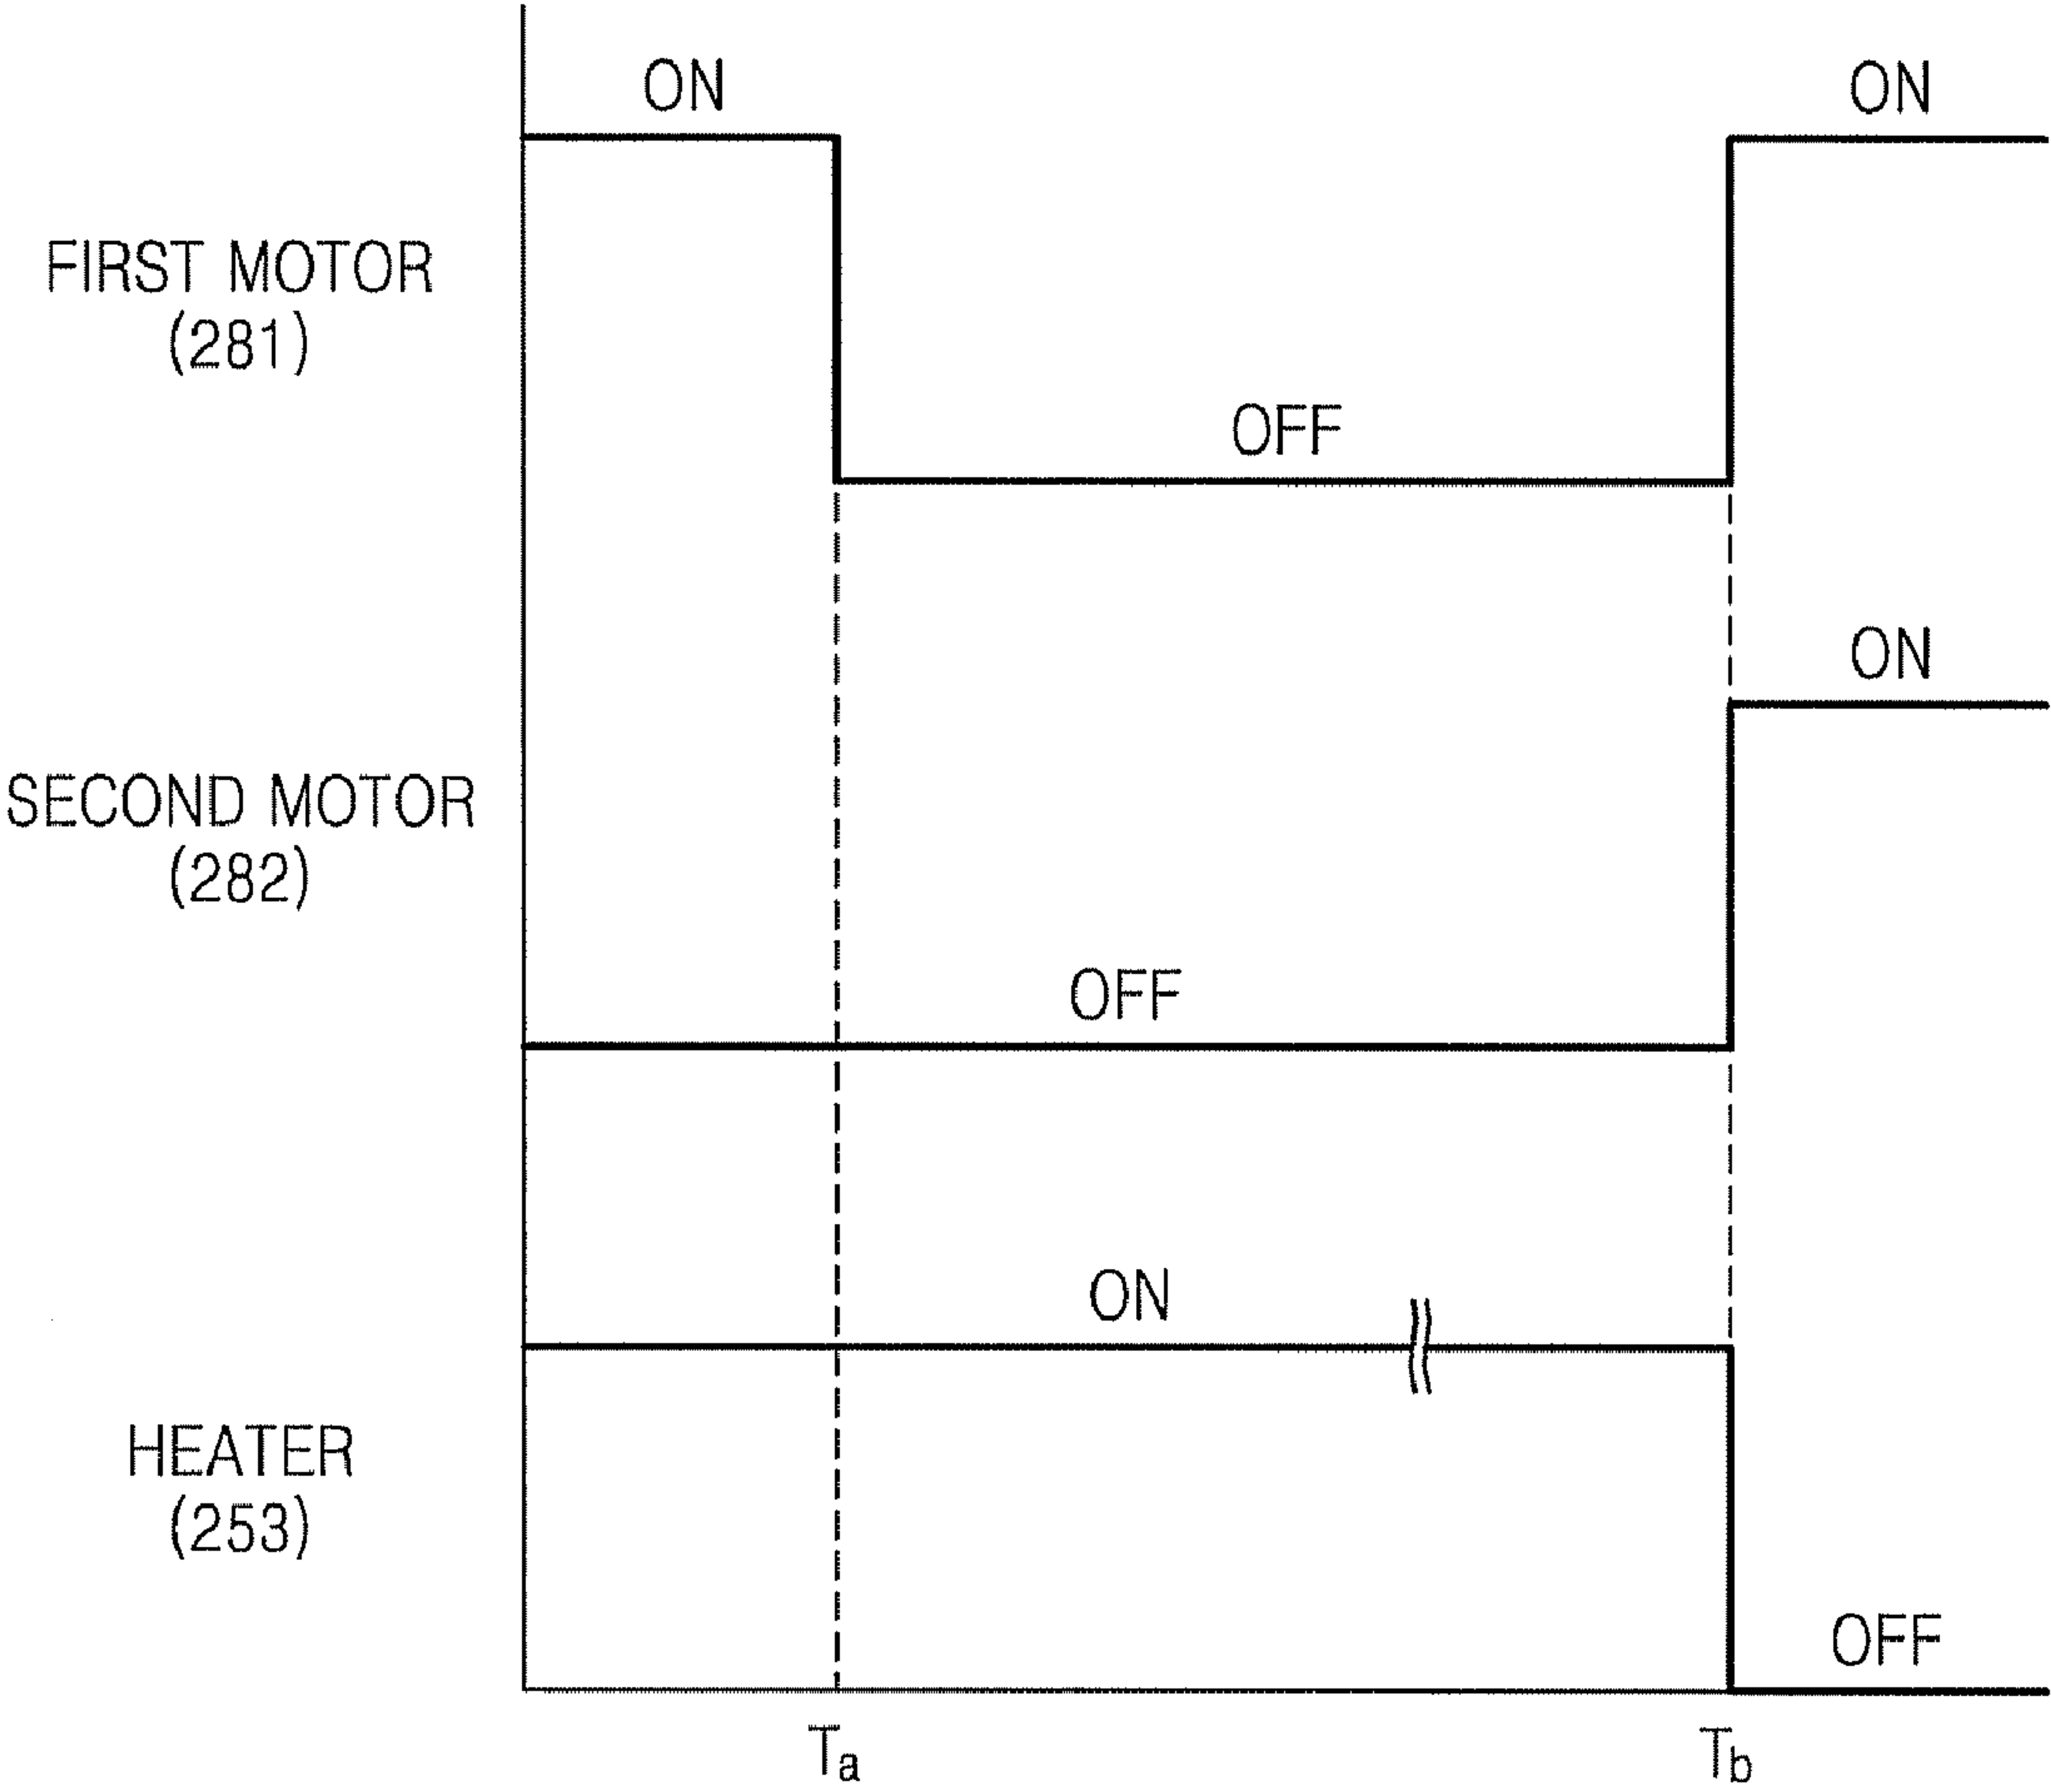 ON
ON
FIRST MOTOR
(281)
OFF
ON
SECOND MOTOR
(282)
OFF
ON
HEATER
(253)
OFF
Ta
Tb